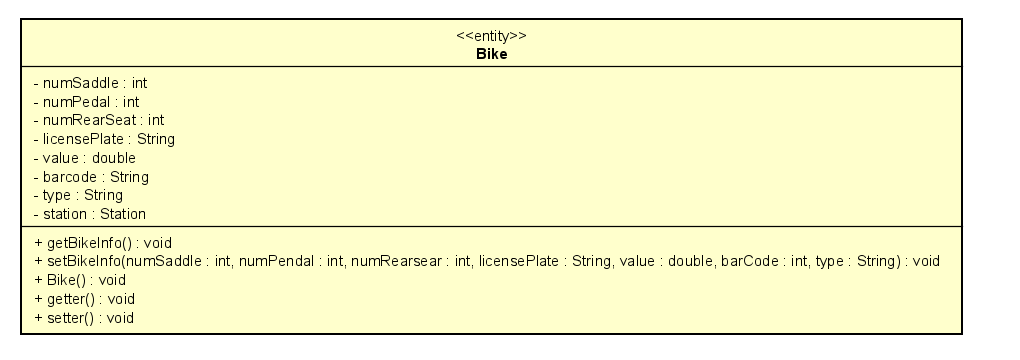 <<entity>>
Bike
- numSaddle : int
- numPedal : int
- numRearSeat : int
- licensePlate : String
- value : double
- barcode : String
- type : String
- station : Station
+ getBikeInfo() : void
+ setBikeInfo(numSaddle : int, numPendal : int, numRearsear : int, licensePlate : String, value : double, barCode : int, type : String) : void
+ Bike() : void
+ getter() : void
+ setter() : void